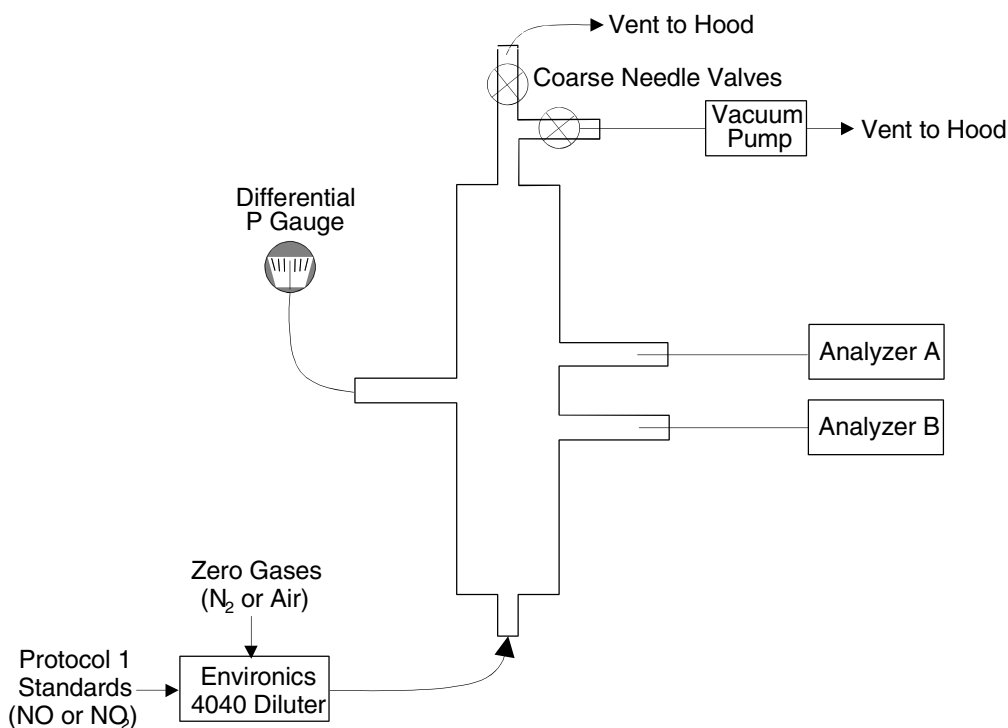 Vent to Hood
Coarse Needle Valves
Vacuum
Pump
Vent to Hood
Differential
P Gauge
Analyzer A
Analyzer B
Zero Gases
(N2 or Air)
Protocol 1
Standards
(NO or NO2)
Environics
4040 Diluter